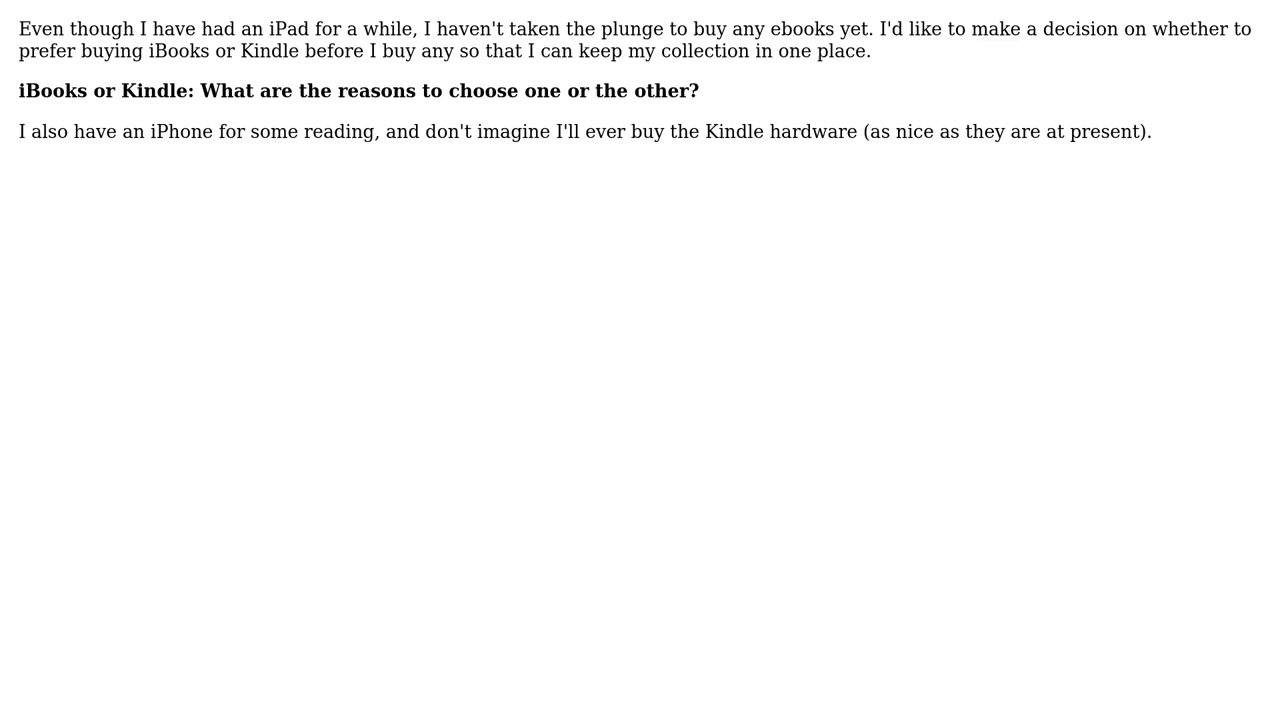 Even though I have had an iPad for a while, I haven't taken the plunge to buy any ebooks yet. I'd like to make a decision on whether to
prefer buying iBooks or Kindle before I buy any so that I can keep my collection in one place.
iBooks or Kindle: What are the reasons to choose one or the other?
I also have an iPhone for some reading, and don't imagine I'll ever buy the Kindle hardware (as nice as they are at present).